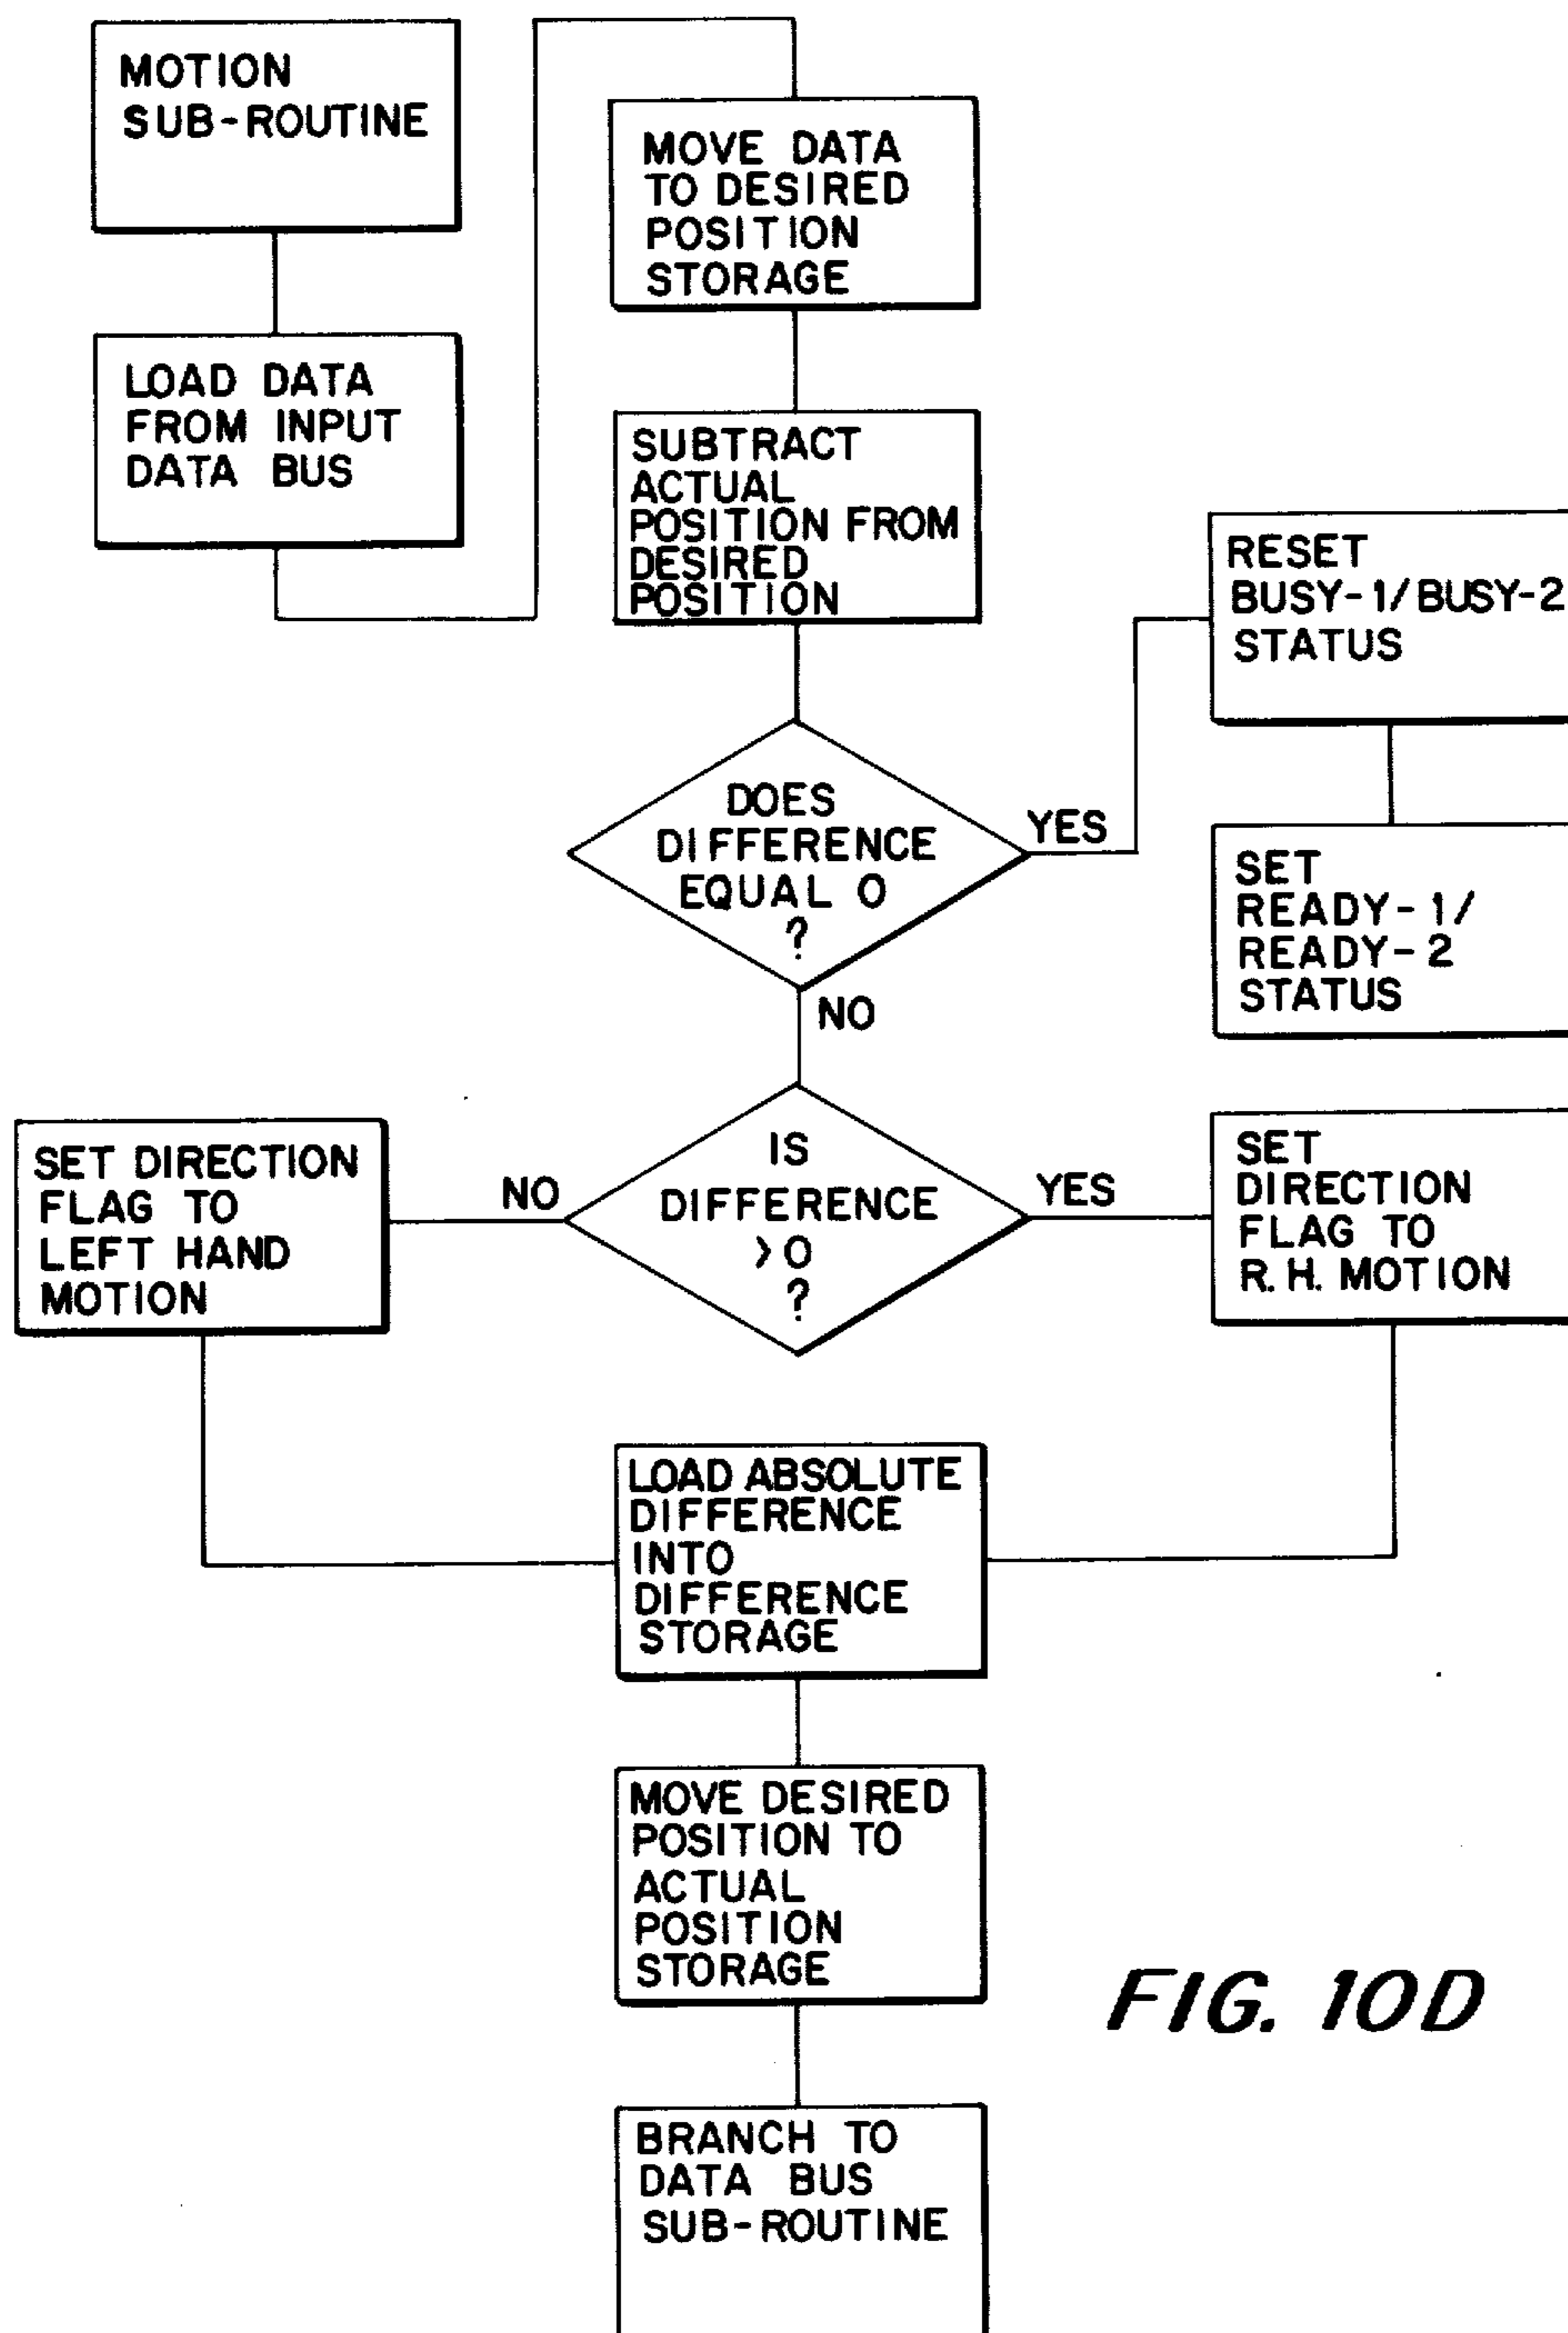 MOTION
SUB-ROUTINE
LOAD DATA
FROM INPUT
DATA BUS
MOVE DATA
TO DESIRED
POSITION
STORAGE
SUBTRACT
ACTUAL
POSITION FROM
DESIRED
POSITION
DOES
DIFFERENCE
EQUAL 0
?
YES
RESET
BUSY-1/BUSY-2
STATUS
SET
READY-1/
READY-2
STATUS
NO
IS
DIFFERENCE
>0
?
NO
SET DIRECTION
FLAG TO
LEFT HAND
MOTION
YES
SET
DIRECTION
FLAG TO
R.H. MOTION
LOAD ABSOLUTE
DIFFERENCE
INTO
DIFFERENCE
STORAGE
MOVE DESIRED
POSITION TO
ACTUAL
POSITION
STORAGE
BRANCH TO
DATA BUS
SUB-ROUTINE
FIG. 10D